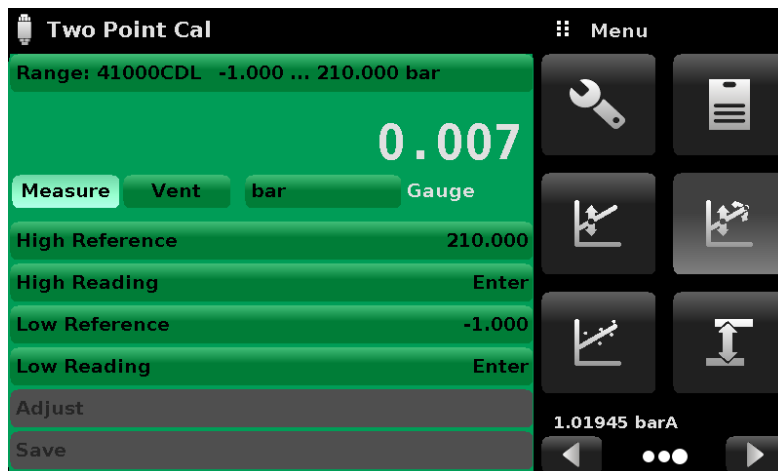 Two Point Cal
Menu
Range: 41000CDL -1.000 ... 210.000 bar
0.007
Measure Vent bar Gauge
High Reference 210.000
High Reading Enter
Low Reference -1.000
Low Reading Enter
Adjust
Save
1.01945 barA